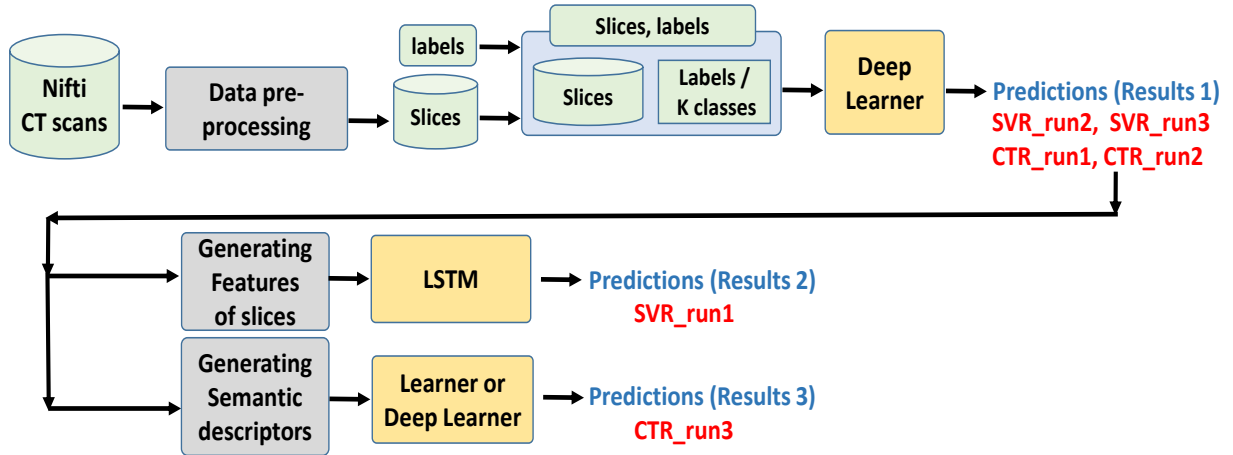 Nifti
CT scans
Data pre-
processing
labels
Slices
Slices, labels
Slices
Labels /
K classes
Deep
Learner
Predictions (Results 1)
SVR_run2, SVR_run3
CTR_run1, CTR_run2
Generating
Features
of slices
LSTM
Predictions (Results 2)
SVR_run1
Generating
Semantic
descriptors
Learner or
Deep Learner
Predictions (Results 3)
CTR_run3